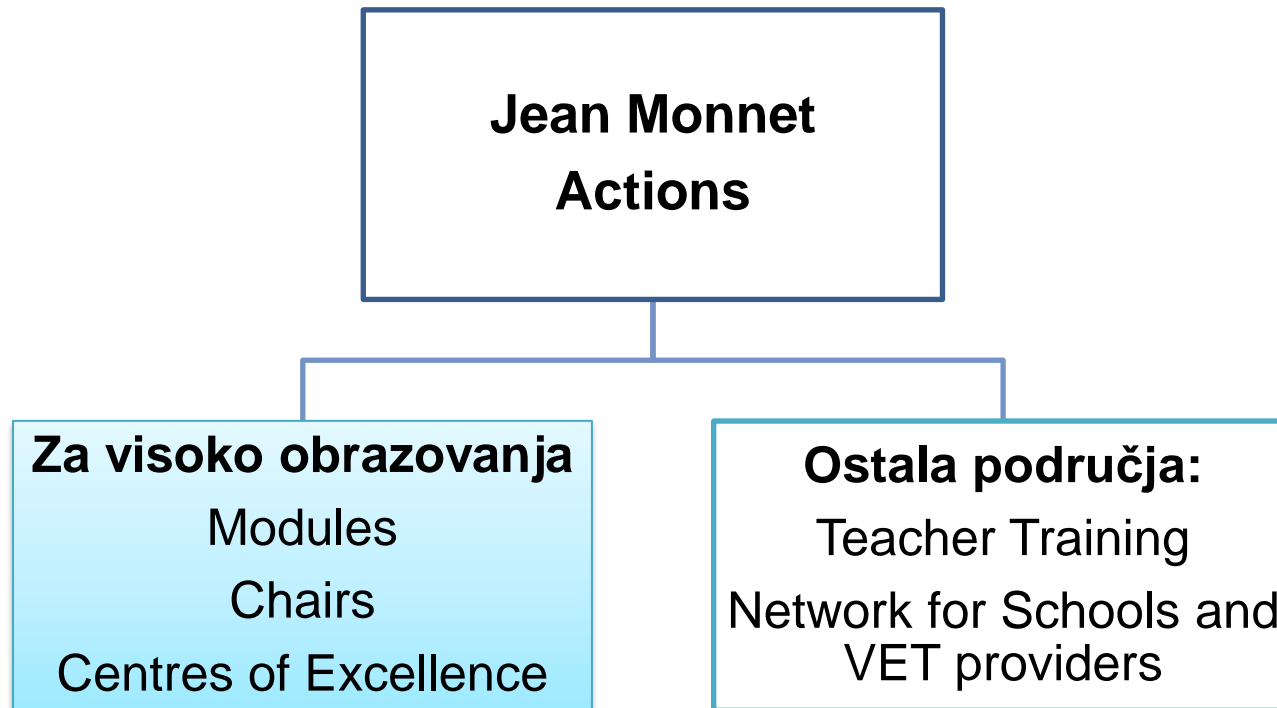 Jean Monnet
Actions
Za visoko obrazovanja
Modules
Chairs
Centres of Excellence
Ostala područja:
Teacher Training
Network for Schools and
VET providers